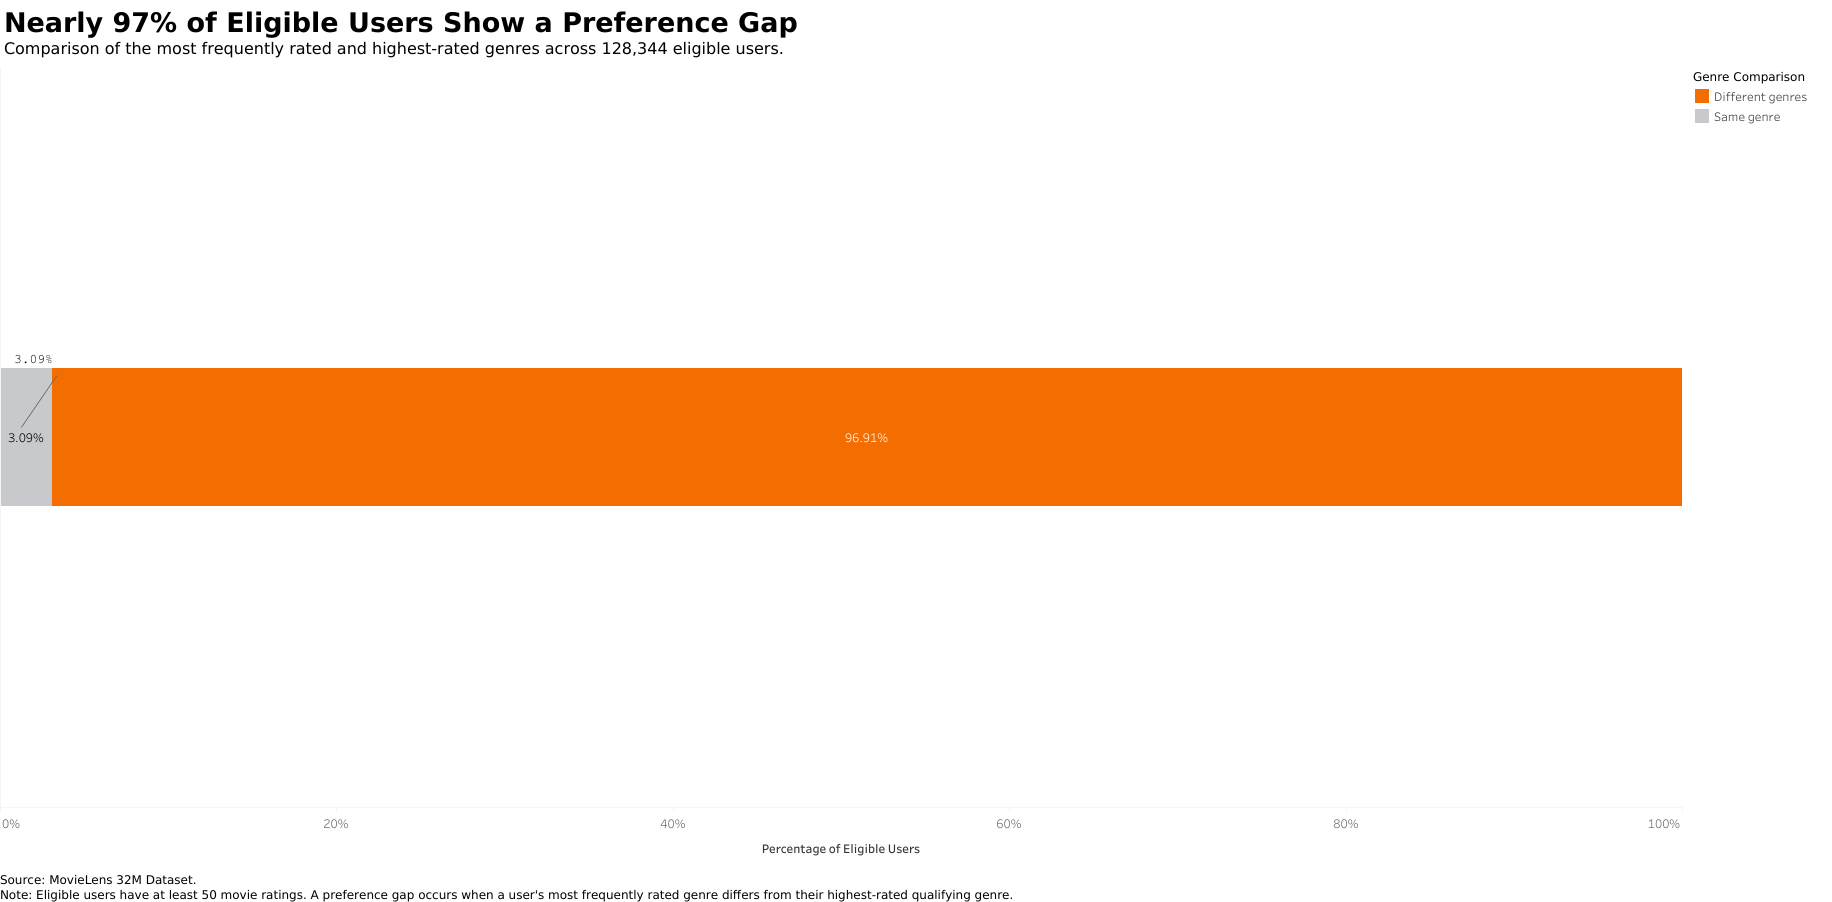 Nearly 97% of Eligible Users Show a Preference Gap
Comparison of the most frequently rated and highest-rated genres across 128,344 eligible users.
Genre Comparison
Different genres
Same genre
3.09%
3.09%
96.91%
0%
20%
40%
60%
80%
100%
Percentage of Eligible Users
Source: MovieLens 32M Dataset.
Note: Eligible users have at least 50 movie ratings. A preference gap occurs when a user's most frequently rated genre differs from their highest-rated qualifying genre.